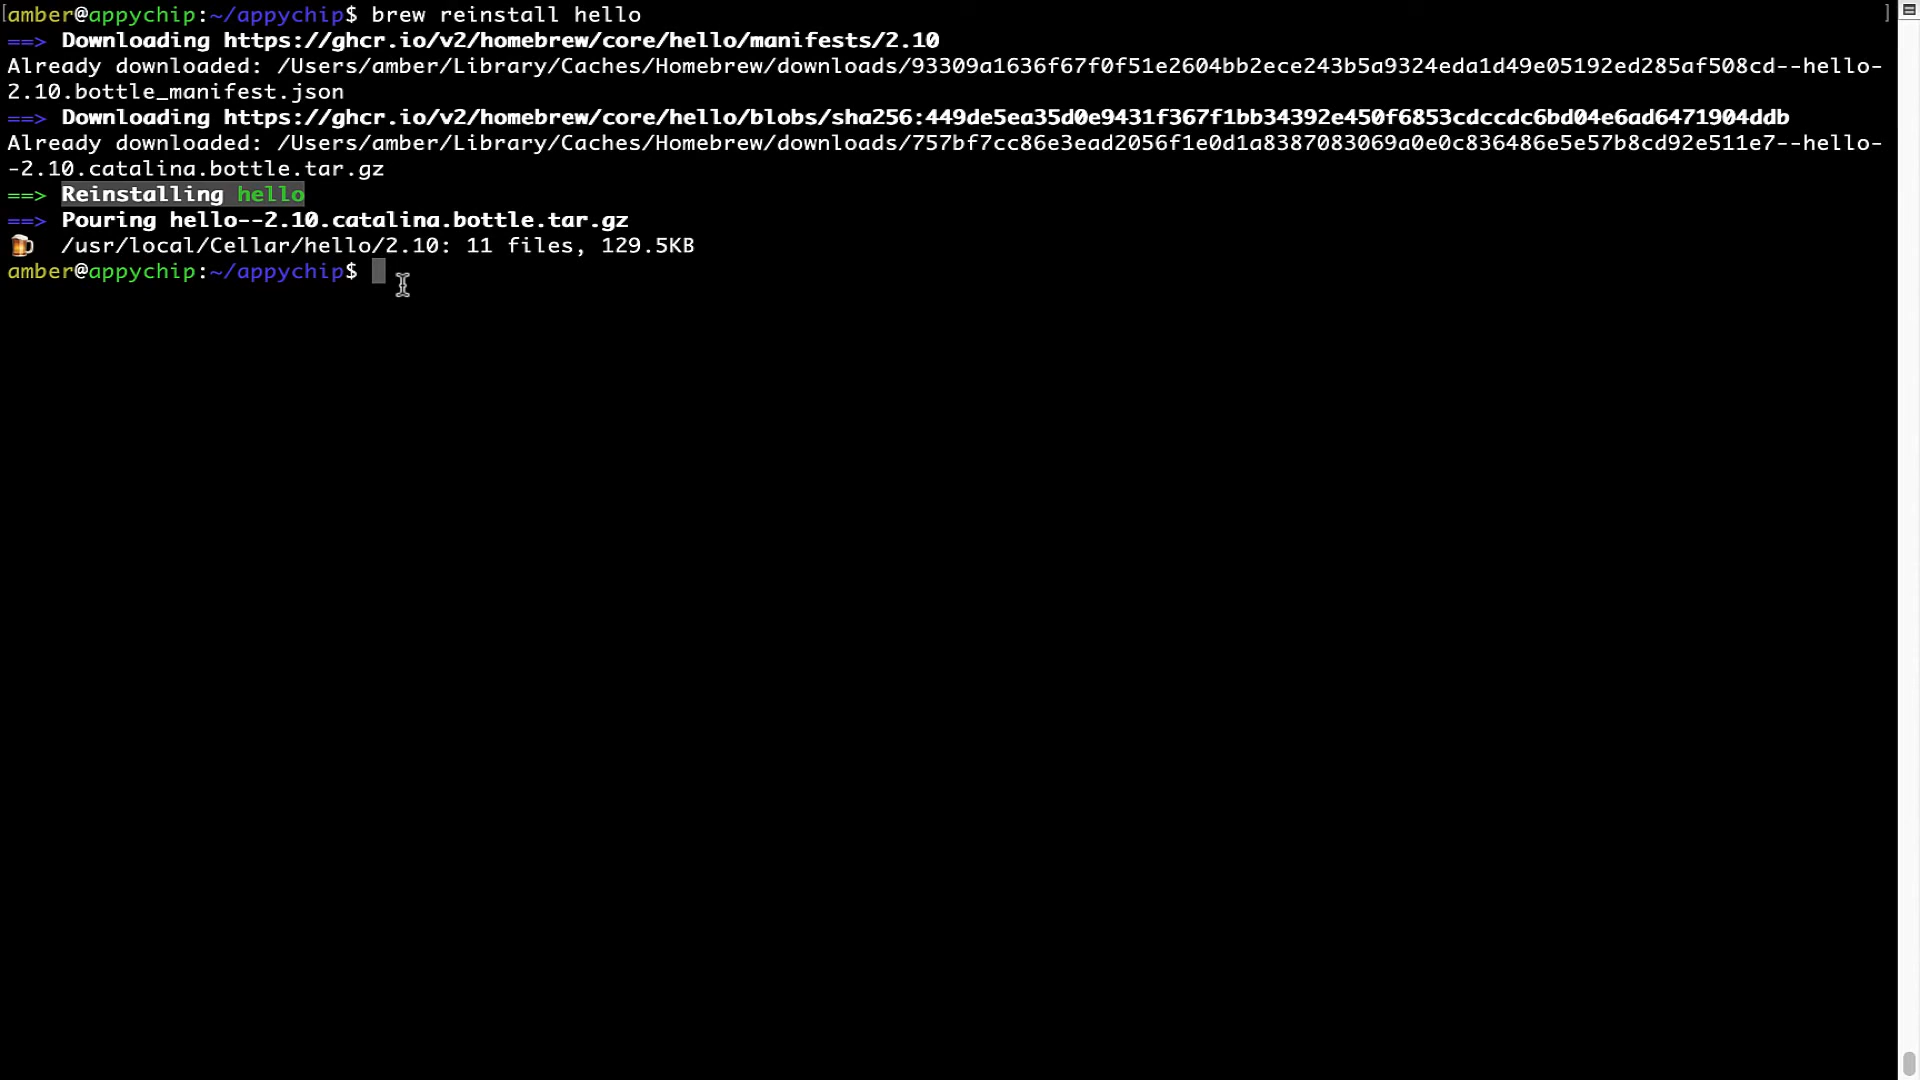 [amber@appychip:~/appychip$ brew reinstall hello ]
==> Downloading https://ghcr.io/v2/homebrew/core/hello/manifests/2.10
Already downloaded: /Users/amber/Library/Caches/Homebrew/downloads/93309a1636f67f0f51e2604bb2ece243b5a9324eda1d49e05192ed285af508cd--hello-
2.10.bottle_manifest.json
==> Downloading https://ghcr.io/v2/homebrew/core/hello/blobs/sha256:449de5ea35d0e9431f367f1bb34392e450f6853cdccdc6bd04e6ad6471904ddb
Already downloaded: /Users/amber/Library/Caches/Homebrew/downloads/757bf7cc86e3ead2056f1e0d1a8387083069a0e0c836486e5e57b8cd92e511e7--hello-
-2.10.catalina.bottle.tar.gz
==> Reinstalling hello
==> Pouring hello--2.10.catalina.bottle.tar.gz
🍺 /usr/local/Cellar/hello/2.10: 11 files, 129.5KB
amber@appychip:~/appychip$